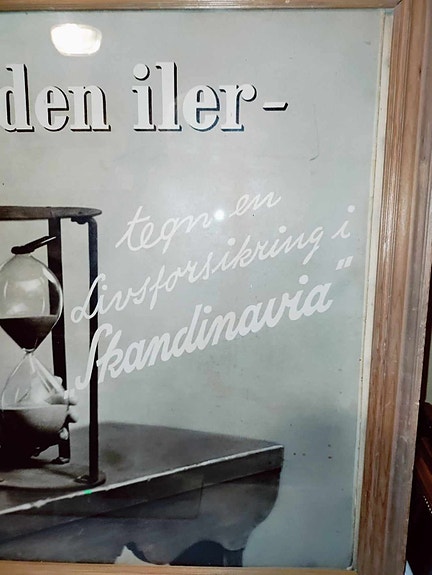 den iler-
tegn en
Livsforsikring i
Skandinavia"